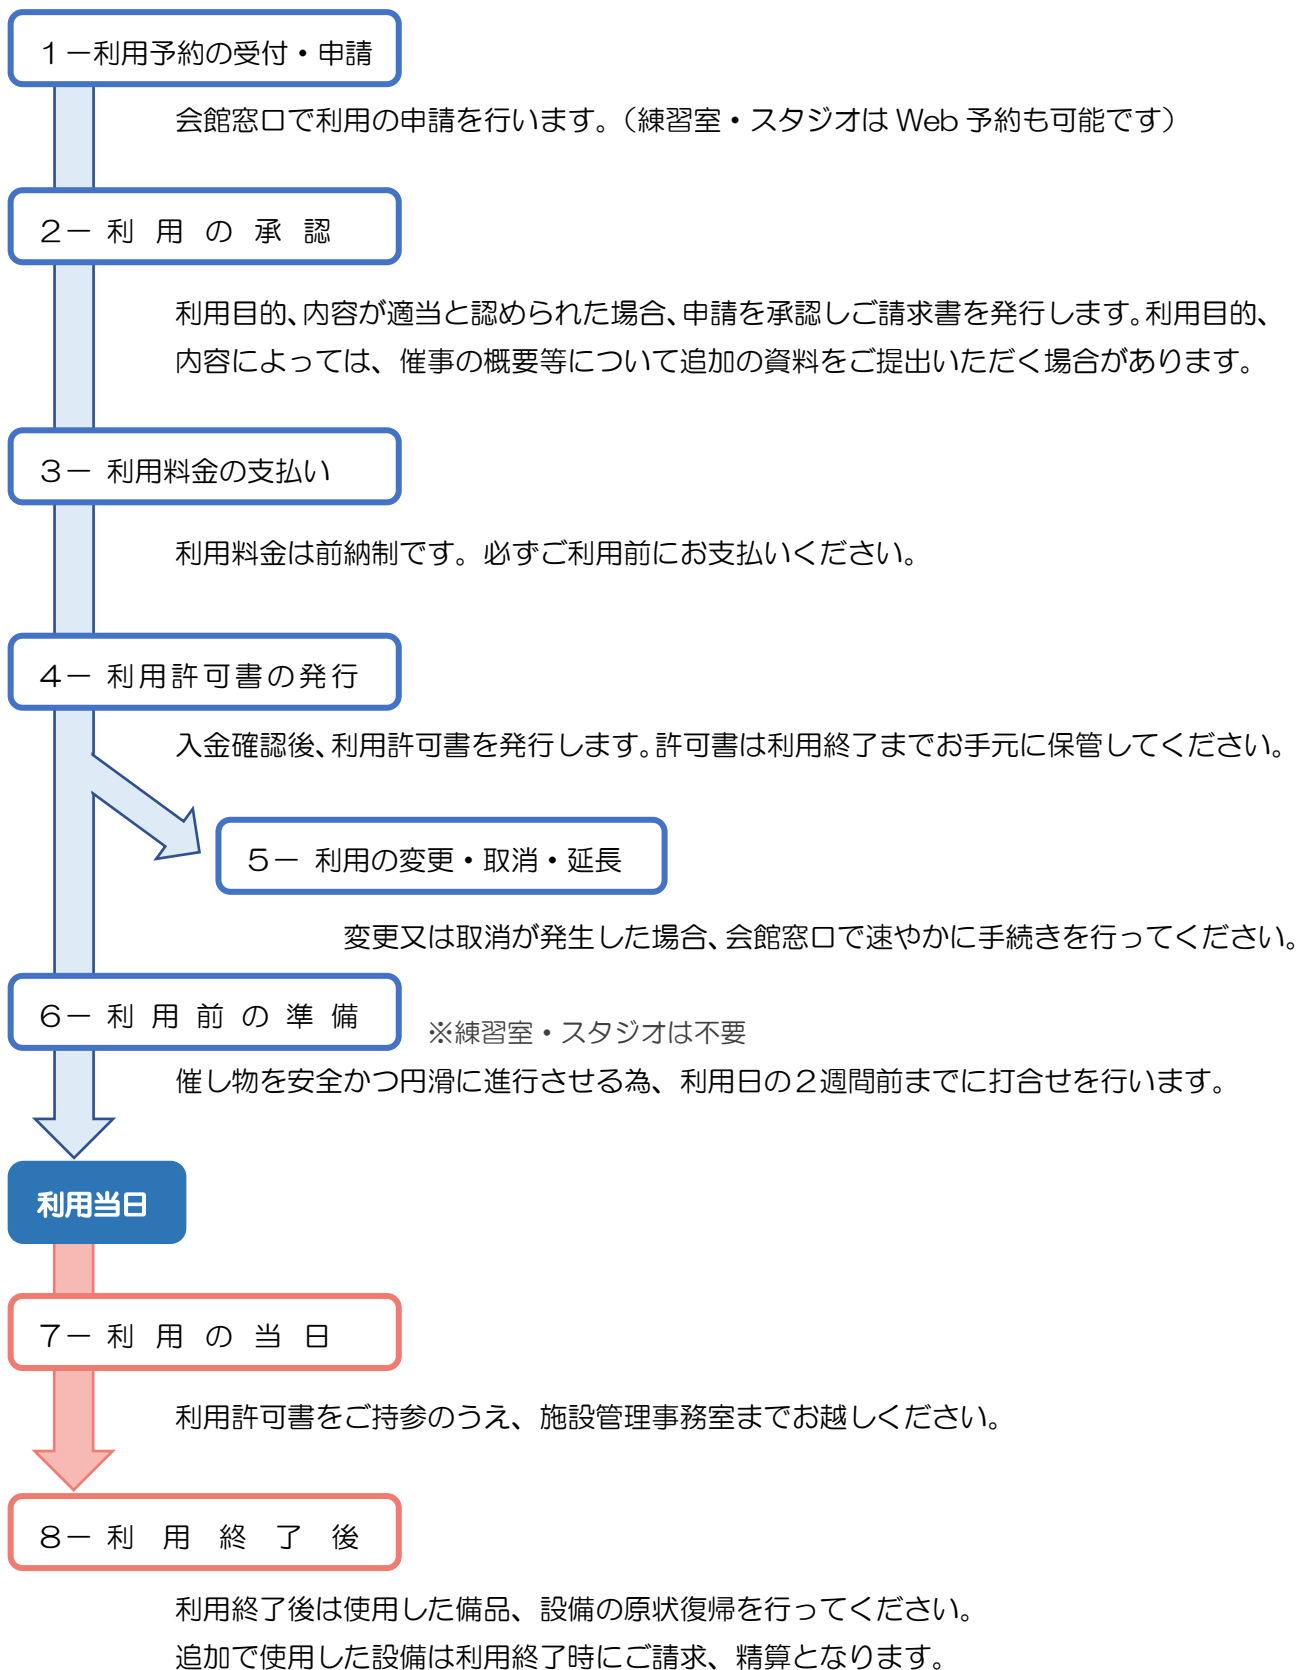 １－利用予約の受付・申請
会館窓口で利用の申請を行います。（練習室・スタジオは Web 予約も可能です）
２－ 利 用 の 承 認
利用目的、内容が適当と認められた場合、申請を承認しご請求書を発行します。利用目的、
内容によっては、催事の概要等について追加の資料をご提出いただく場合があります。
３－ 利用料金の支払い
利用料金は前納制です。必ずご利用前にお支払いください。
４－ 利用許可書の発行
入金確認後、利用許可書を発行します。許可書は利用終了までお手元に保管してください。
５－ 利用の変更・取消・延長
変更又は取消が発生した場合、会館窓口で速やかに手続きを行ってください。
６－ 利 用 前 の 準 備
※練習室・スタジオは不要
催し物を安全かつ円滑に進行させる為、利用日の２週間前までに打合せを行います。
利用当日
７－ 利 用 の 当 日
利用許可書をご持参のうえ、施設管理事務室までお越しください。
８－ 利 用 終 了 後
利用終了後は使用した備品、設備の原状復帰を行ってください。
追加で使用した設備は利用終了時にご請求、精算となります。